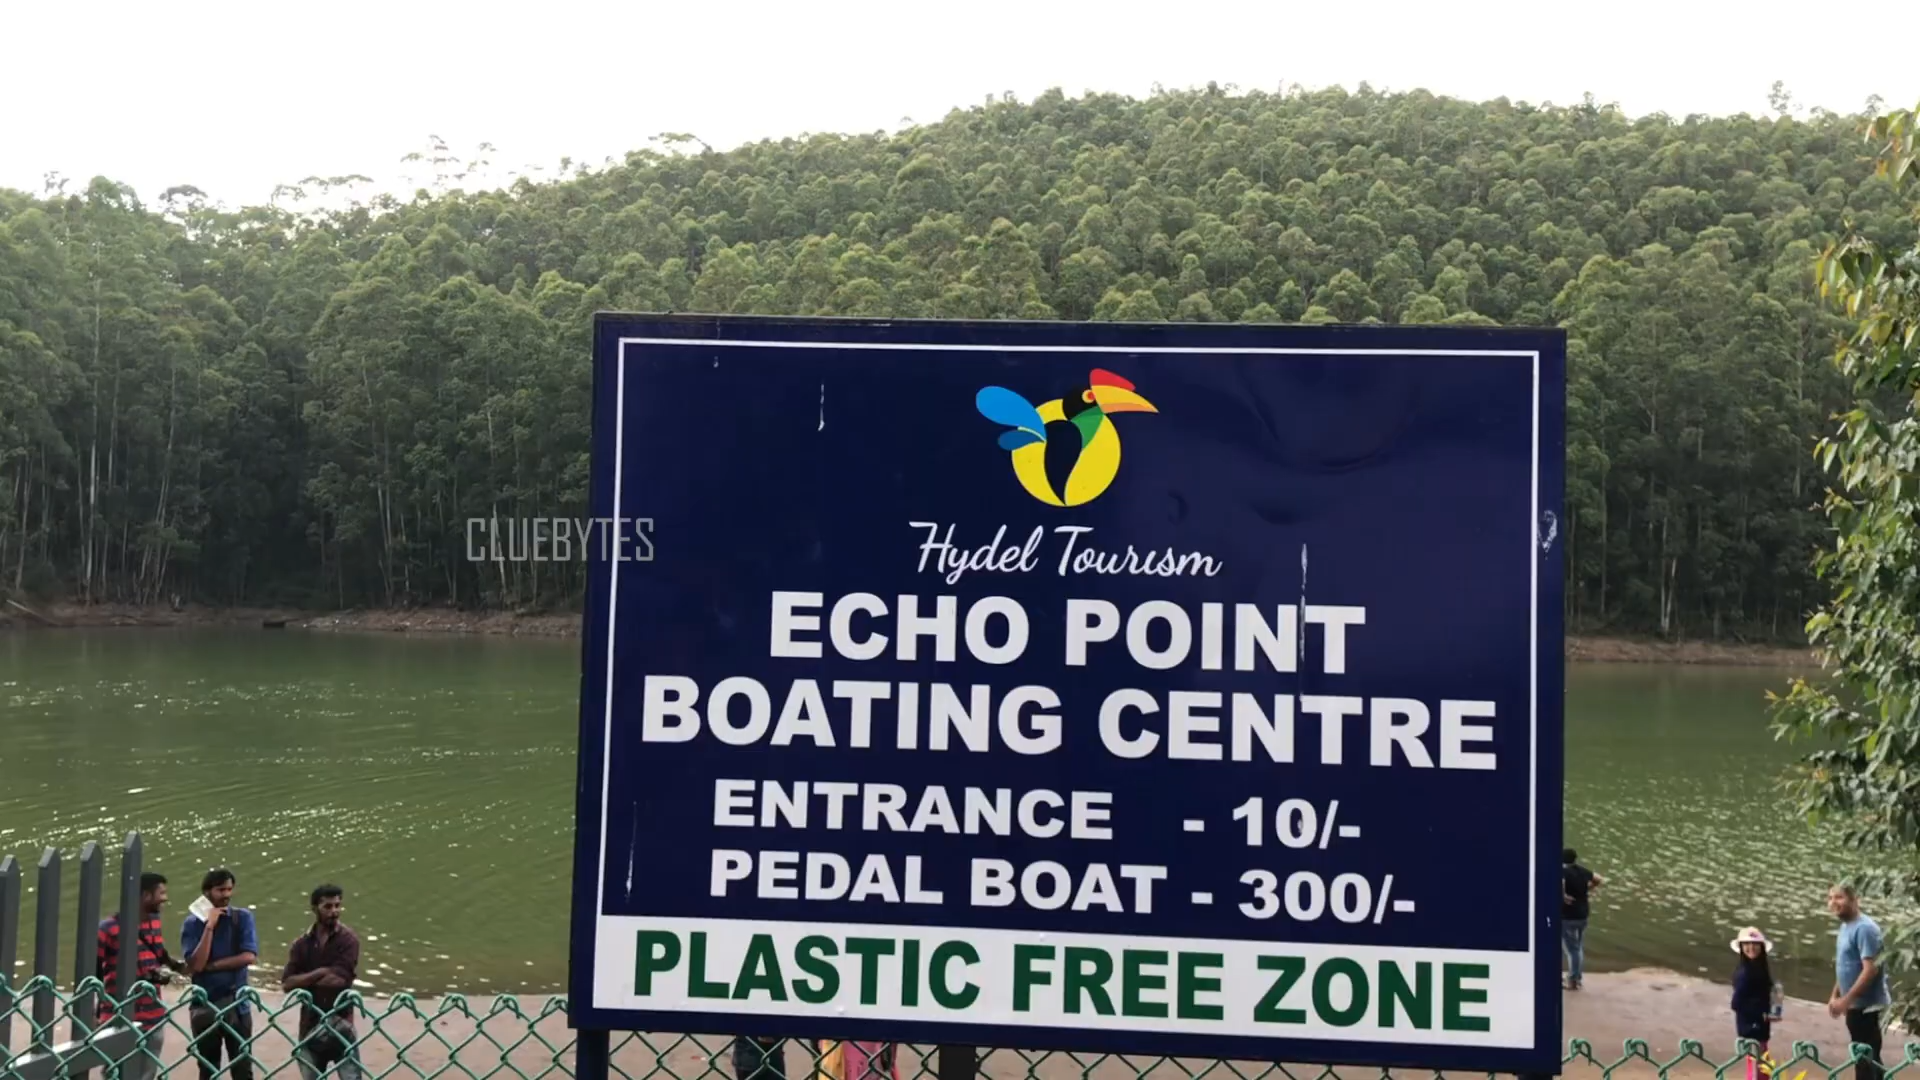 CLUEBYTES
Hydel Tourism
ECHO POINT
BOATING CENTRE
ENTRANCE - 10/-
PEDAL BOAT - 300/-
PLASTIC FREE ZONE